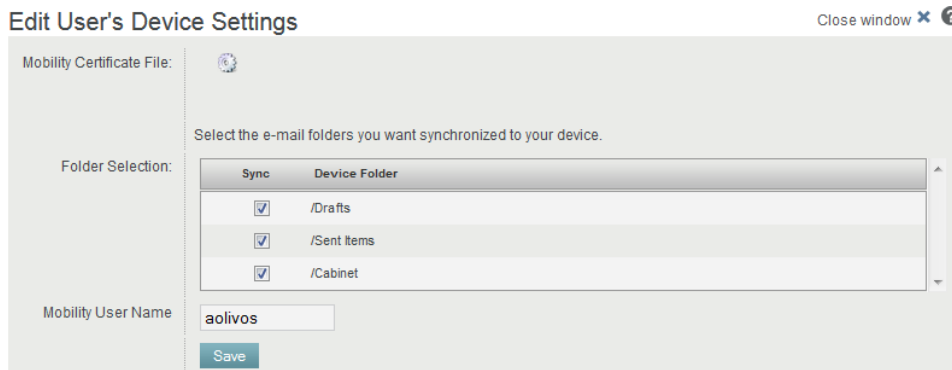 Edit User's Device Settings
Close window
Mobility Certificate File:
Select the e-mail folders you want synchronized to your device.
Folder Selection:
Sync Device Folder
/Drafts
/Sent Items
/Cabinet
Mobility User Name
aolivos
Save